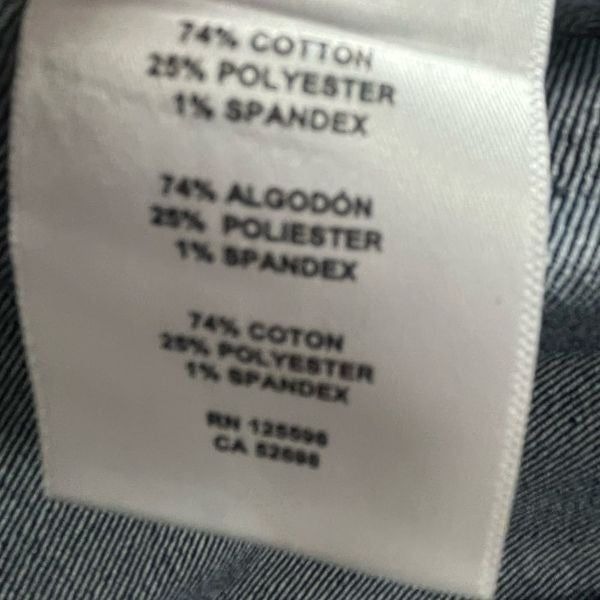 74% COTTON
25% POLYESTER
1% SPANDEX
74% ALGODÓN
25% POLIESTER
1% SPANDEX
74% COTON
25% POLYESTER
1% SPANDEX
RN 125596
CA